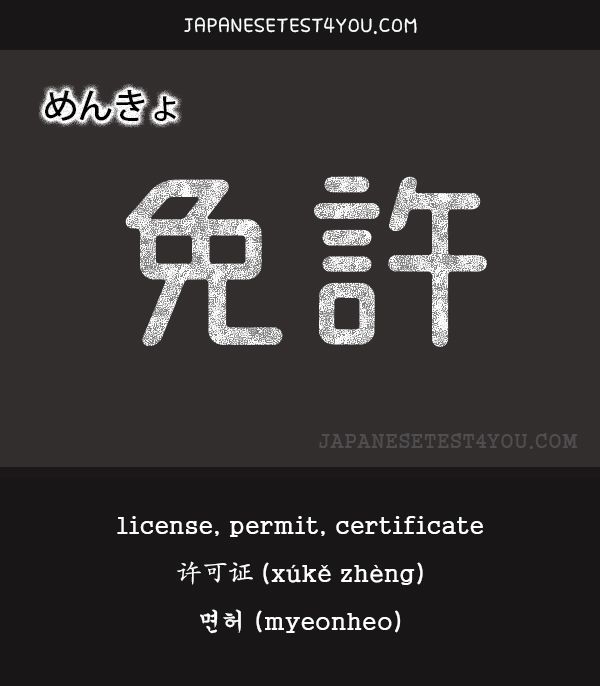 JAPANESETEST4YOU.COM
めんきょ
免許
JAPANESETEST4YOU.COM
license, permit, certificate
许可证 (xúkě zhèng)
면허 (myeonheo)